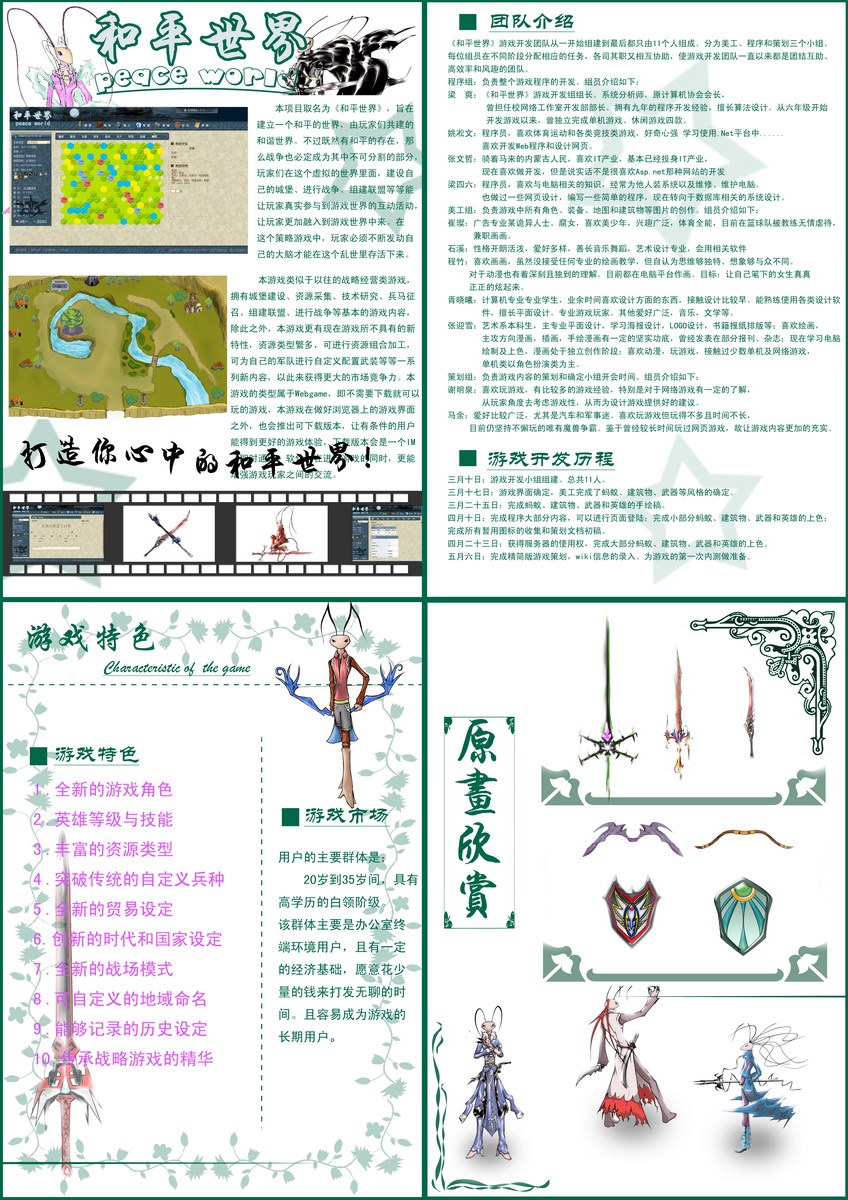 和平世界
peace world
本项目取名为《和平世界》，旨在
建立一个和平的世界，由玩家们共建的
和谐世界。不过既然有和平的存在，那
么战争也必定成为其中不可分割的部分，
玩家们在这个虚拟的世界里面，建设自
己的城堡、进行战争、组建联盟等等能
让玩家真实参与到游戏世界的互动活动，
让玩家更加融入到游戏世界中来。在
这个策略游戏中，玩家必须不断发动自
己的大脑才能在这个乱世里存活下来。
本游戏类似于以往的战略经营类游戏，
拥有城堡建设、资源采集、技术研究、兵马征
召、组建联盟、进行战争等基本的游戏内容，
除此之外，本游戏更有现在游戏所不具有的新
特性，资源类型繁多，可进行资源组合加工，
可为自己的军队进行自定义配置武装等等一系
列新内容，以此来获得更大的市场竞争力。本
游戏的类型属于Webgame，即不需要下载就可以
玩的游戏，本游戏在做好浏览器上的游戏界面
之外，也会推出可下载版本，让有条件的用户
能得到更好的游戏体验，下载版本会是一个IM
进行游戏的同时，更能
增强游戏玩家之间的交流。
打造你心中的和平世界！
团队介绍
《和平世界》游戏开发团队从一开始组建到最后都只由11个人组成。分为美工、程序和策划三个小组。
每位组员在不同阶段分配相应的任务，各司其职又相互协助，使游戏开发团队一直以来都是团结互助、
高效率和风趣的团队。
程序组：负责整个游戏程序的开发。组员介绍如下：
梁　爽：《和平世界》游戏开发组组长。系统分析师，原计算机协会会长，
曾担任校网络工作室开发部部长。拥有九年的程序开发经验，擅长算法设计。从六年级开始
开发游戏以来，曾独立完成单机游戏、休闲游戏四款.
姚淞文：程序员，喜欢体育运动和各类竞技类游戏，好奇心强 学习使用.Net平台中......
喜欢开发Web程序和设计网页.
张文哲：骑着马来的内蒙古人民，喜欢IT产业，基本已经投身IT产业，
现在喜欢做开发，但是说实话不是很喜欢Asp.net那种网站的开发
梁四六：程序员，喜欢与电脑相关的知识，经常为他人装系统以及维修、维护电脑。
也做过一些网页设计，编写一些简单的程序，现在转向于数据库相关的系统设计。
美工组：负责游戏中所有角色、装备、地图和建筑物等图片的创作。组员介绍如下：
崔璨：广告专业某诡异人士。腐女，喜欢美少年，兴趣广泛，体育全能，目前在篮球队被教练无情虐待，
兼职画画。
石溪：性格开朗活泼，爱好多样，善长音乐舞蹈，艺术设计专业，会用相关软件
程竹：喜欢画画，虽然没接受任何专业的绘画教学，但自认为思维够独特、想象够与众不同。
对于动漫也有着深刻且独到的理解。目前都在电脑平台作画。目标：让自己笔下的女生真真
正正的炫起来。
胥晓曦：计算机专业专业学生，业余时间喜欢设计方面的东西，接触设计比较早。能熟练使用各类设计软
件，擅长平面设计。专业游戏玩家。其他爱好广泛，音乐，文学等。
张迎雪：艺术系本科生，主专业平面设计，学习海报设计，LOGO设计，书籍报纸排版等；喜欢绘画，
主攻方向漫画，插画，手绘漫画有一定的坚实功底，曾经发表在部分报刊、杂志；现在学习电脑
绘制及上色，漫画处于独立创作阶段；喜欢动漫，玩游戏，接触过少数单机及网络游戏，
单机类以角色扮演类为主。
策划组：负责游戏内容的策划和确定小组开会时间。组员介绍如下：
谢明泉：喜欢玩游戏，有比较多的游戏经验，特别是对于网络游戏有一定的了解，
从玩家角度去考虑游戏性，从而为设计游戏提供好的建议。
马余：爱好比较广泛，尤其是汽车和军事迷。喜欢玩游戏但玩得不多且时间不长，
目前仍坚持不懈玩的唯有魔兽争霸。鉴于曾经较长时间玩过网页游戏，故让游戏内容更加的充实。
游戏开发历程
三月十日：游戏开发小组组建。总共11人。
三月十七日：游戏界面确定，美工完成了蚂蚁、建筑物、武器等风格的确定。
三月二十五日：完成蚂蚁、建筑物、武器和英雄的手绘稿。
四月十日：完成程序大部分内容，可以进行页面登陆；完成小部分蚂蚁、建筑物、武器和英雄的上色；
完成所有暂用图标的收集和策划文档初稿。
四月二十三日：获得服务器的使用权，完成大部分蚂蚁、建筑物、武器和英雄的上色。
五月六日：完成精简版游戏策划，wiki信息的录入。为游戏的第一次内测做准备。
游戏特色
Characteristic of the game
游戏特色
1.全新的游戏角色
2.英雄等级与技能
3.丰富的资源类型
4.突破传统的自定义兵种
5.全新的贸易设定
6.创新的时代和国家设定
7.全新的战场模式
8.可自定义的地域命名
9.能够记录的历史设定
10.传承战略游戏的精华
游戏市场
用户的主要群体是：
20岁到35岁间，具有
高学历的白领阶级。
该群体主要是办公室终
端环境用户，且有一定
的经济基础，愿意花少
量的钱来打发无聊的时
间。且容易成为游戏的
长期用户。
原畫欣賞